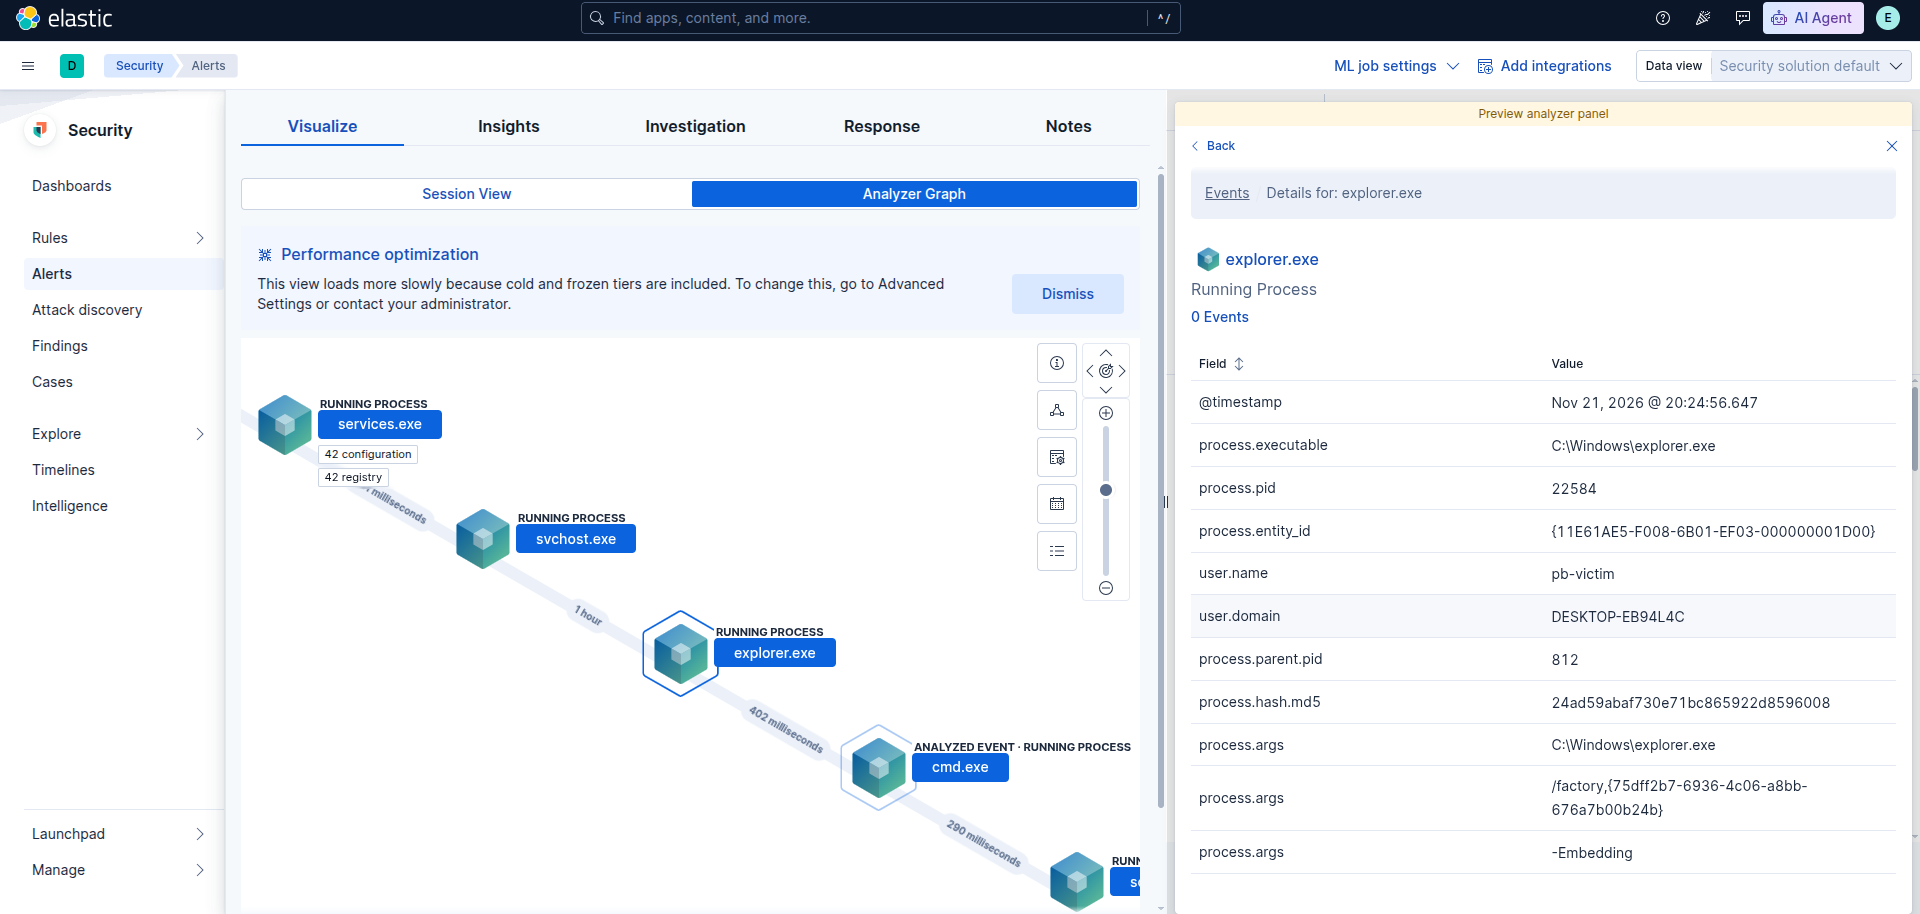 elastic
Find apps, content, and more.
^ /
AI Agent
E
D
Security
Alerts
ML job settings
Add integrations
Data view
Security solution default
Security
Dashboards
Rules
Alerts
Attack discovery
Findings
Cases
Explore
Timelines
Intelligence
Launchpad
Manage
Visualize
Insights
Investigation
Response
Notes
Session View
Analyzer Graph
Performance optimization
This view loads more slowly because cold and frozen tiers are included. To change this, go to Advanced
Settings or contact your administrator.
Dismiss
RUNNING PROCESS
services.exe
42 configuration
42 registry
milliseconds
RUNNING PROCESS
svchost.exe
1 hour
RUNNING PROCESS
explorer.exe
402 milliseconds
ANALYZED EVENT · RUNNING PROCESS
cmd.exe
290 milliseconds
Preview analyzer panel
Back
Events
Details for: explorer.exe
explorer.exe
Running Process
0 Events
Field
Value
@timestamp
Nov 21, 2026 @ 20:24:56.647
process.executable
C:\Windows\explorer.exe
process.pid
22584
process.entity_id
{11E61AE5-F008-6B01-EF03-000000001D00}
user.name
pb-victim
user.domain
DESKTOP-EB94L4C
process.parent.pid
812
process.hash.md5
24ad59abaf730e71bc865922d8596008
process.args
C:\Windows\explorer.exe
process.args
/factory,{75dff2b7-6936-4c06-a8bb-
676a7b00b24b}
process.args
-Embedding